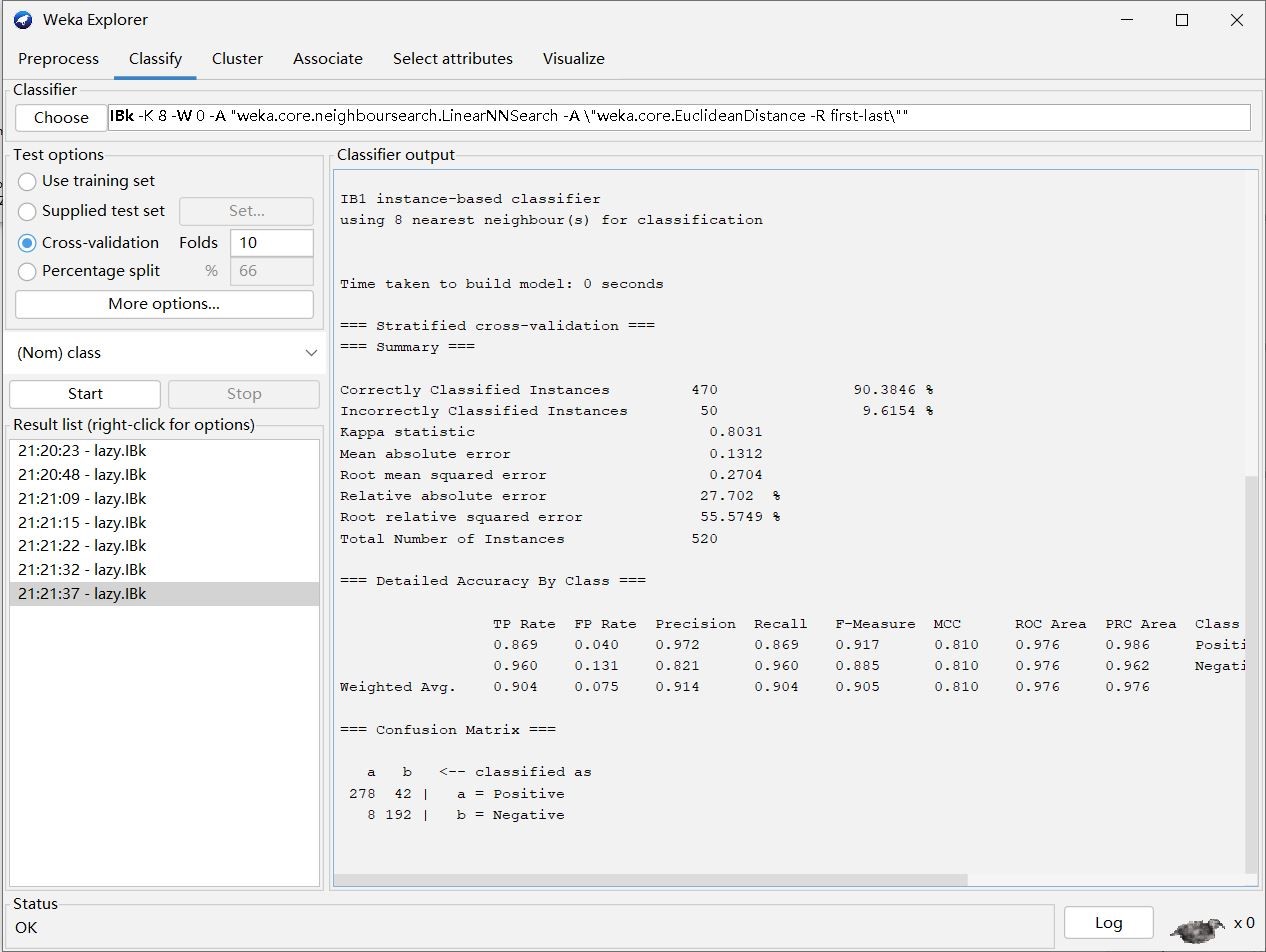 Weka Explorer
Preprocess Classify Cluster Associate Select attributes Visualize
Classifier
Choose IBk -K 8 -W 0 -A "weka.core.neighboursearch.LinearNNSearch -A \"weka.core.EuclideanDistance -R first-last\""
Test options
Use training set
Supplied test set Set...
Cross-validation Folds 10
Percentage split % 66
More options...
(Nom) class
Start Stop
Result list (right-click for options)
21:20:23 - lazy.IBk
21:20:48 - lazy.IBk
21:21:09 - lazy.IBk
21:21:15 - lazy.IBk
21:21:22 - lazy.IBk
21:21:32 - lazy.IBk
21:21:37 - lazy.IBk
Classifier output
IB1 instance-based classifier
using 8 nearest neighbour(s) for classification
Time taken to build model: 0 seconds
=== Stratified cross-validation ===
=== Summary ===
Correctly Classified Instances 470 90.3846 %
Incorrectly Classified Instances 50 9.6154 %
Kappa statistic 0.8031
Mean absolute error 0.1312
Root mean squared error 0.2704
Relative absolute error 27.702 %
Root relative squared error 55.5749 %
Total Number of Instances 520
=== Detailed Accuracy By Class ===
TP Rate FP Rate Precision Recall F-Measure MCC ROC Area PRC Area Class
0.869 0.040 0.972 0.869 0.917 0.810 0.976 0.986 Positi
0.960 0.131 0.821 0.960 0.885 0.810 0.976 0.962 Negati
Weighted Avg. 0.904 0.075 0.914 0.904 0.905 0.810 0.976 0.976
=== Confusion Matrix ===
a b <-- classified as
278 42 | a = Positive
8 192 | b = Negative
Status
OK
Log x 0